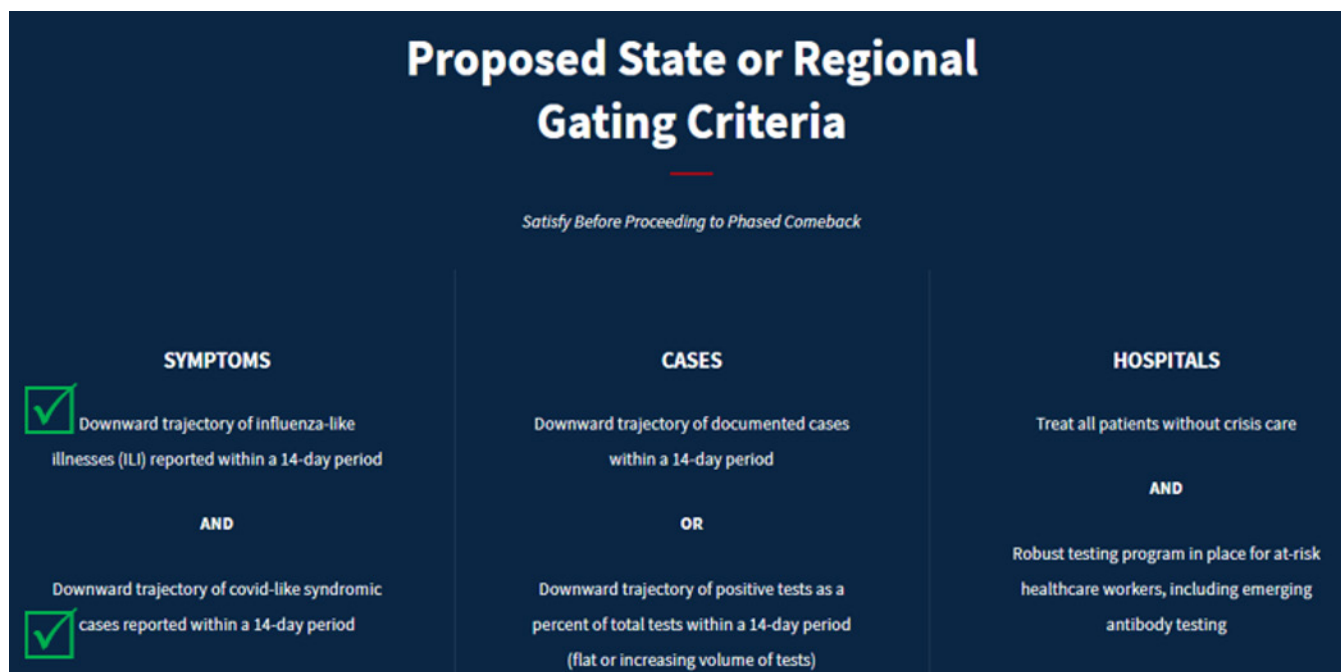 Proposed State or Regional
Gating Criteria
Satisfy Before Proceeding to Phased Comeback
SYMPTOMS
Downward trajectory of influenza-like
illnesses (ILI) reported within a 14-day period
AND
Downward trajectory of covid-like syndromic
cases reported within a 14-day period
CASES
Downward trajectory of documented cases
within a 14-day period
OR
Downward trajectory of positive tests as a
percent of total tests within a 14-day period
(flat or increasing volume of tests)
HOSPITALS
Treat all patients without crisis care
AND
Robust testing program in place for at-risk
healthcare workers, including emerging
antibody testing